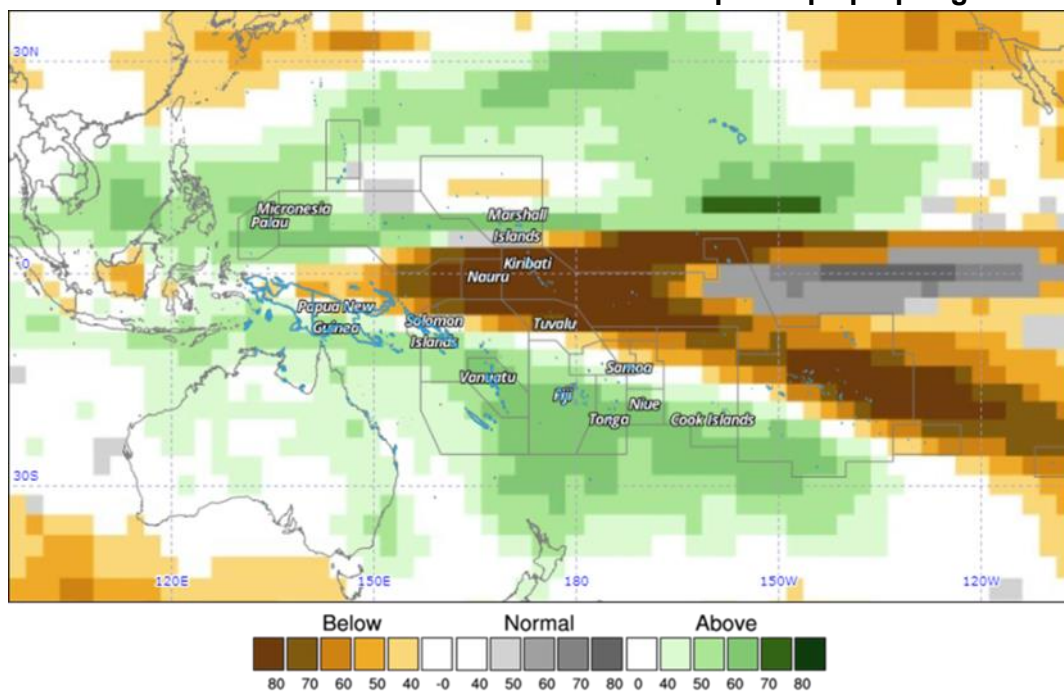 30N
Micronesia
Palau
Marshall
Islands
0
Kiribati
Nauru
Papua New
Guinea
Solomon
Islands
Tuvalu
Samoa
Vanuatu
Fiji
Niue
Tonga
Cook Islands
30S
120E 150E 180 150W 120W
Below Normal Above
80 70 60 50 40 -0 40 50 60 70 80 0 40 50 60 70 80